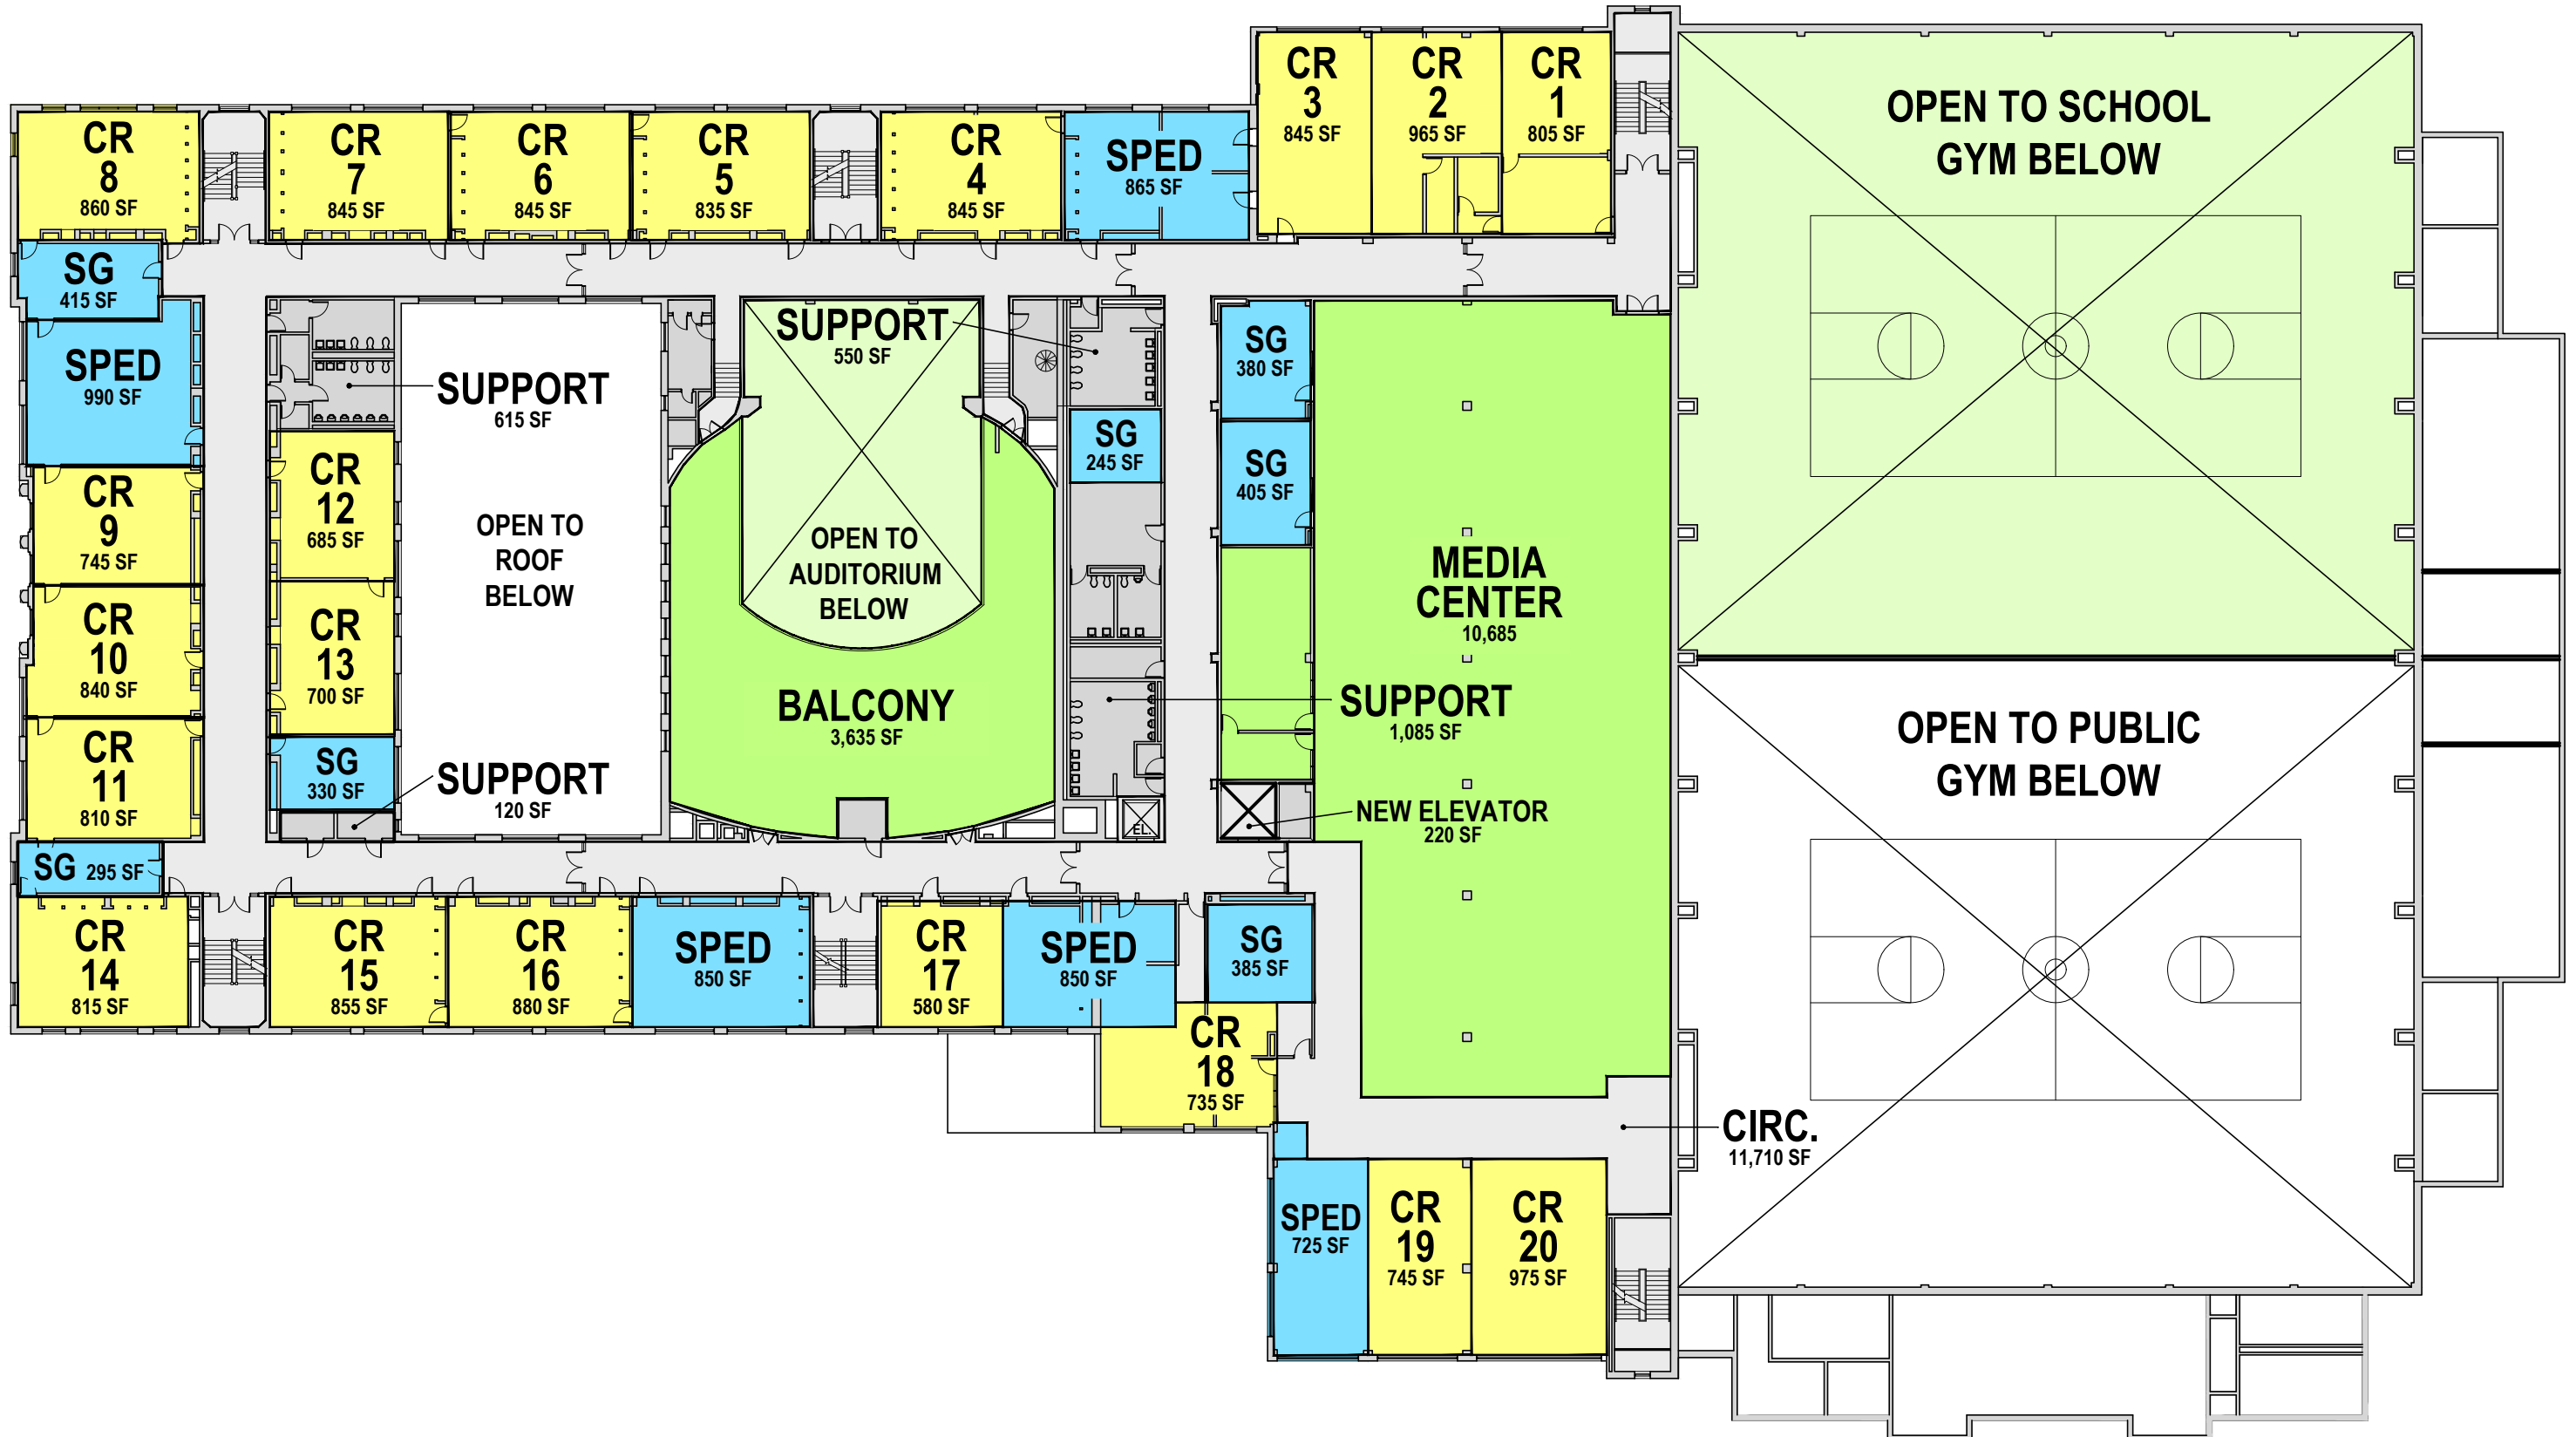 CR
3
845 SF
CR
2
965 SF
CR
1
805 SF
OPEN TO SCHOOL
GYM BELOW
CR
8
860 SF
CR
7
845 SF
CR
6
845 SF
CR
5
835 SF
CR
4
845 SF
SPED
865 SF
SG
415 SF
SPED
990 SF
SUPPORT
615 SF
SUPPORT
550 SF
SG
380 SF
SG
245 SF
SG
405 SF
CR
9
745 SF
CR
12
685 SF
OPEN TO
ROOF
BELOW
OPEN TO
AUDITORIUM
BELOW
MEDIA
CENTER
10,685
CR
10
840 SF
CR
13
700 SF
BALCONY
3,635 SF
SUPPORT
1,085 SF
OPEN TO PUBLIC
GYM BELOW
CR
11
810 SF
SG
330 SF
SUPPORT
120 SF
EL.
NEW ELEVATOR
220 SF
SG 295 SF
CR
14
815 SF
CR
15
855 SF
CR
16
880 SF
SPED
850 SF
CR
17
580 SF
SPED
850 SF
SG
385 SF
CR
18
735 SF
CIRC.
11,710 SF
SPED
725 SF
CR
19
745 SF
CR
20
975 SF